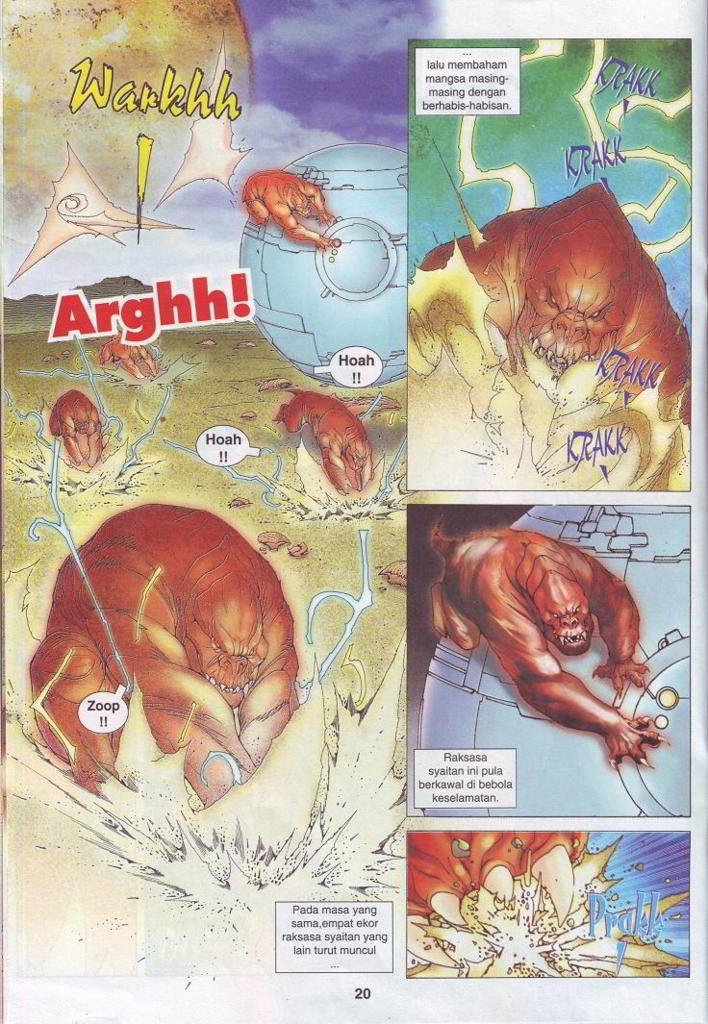 Warkhh
!
Arghh!
Hoah
!!
Hoah
!!
Zoop
!!
Pada masa yang
sama,empat ekor
raksasa syaitan yang
lain turut muncul
...
...
lalu membaham
mangsa masing-
masing dengan
berhabis-habisan.
KRAKK
!
KRAKK
!
KRAKK
!
KRAKK
!
Raksasa
syaitan ini pula
berkawal di bebola
keselamatan.
Prakk
!
20